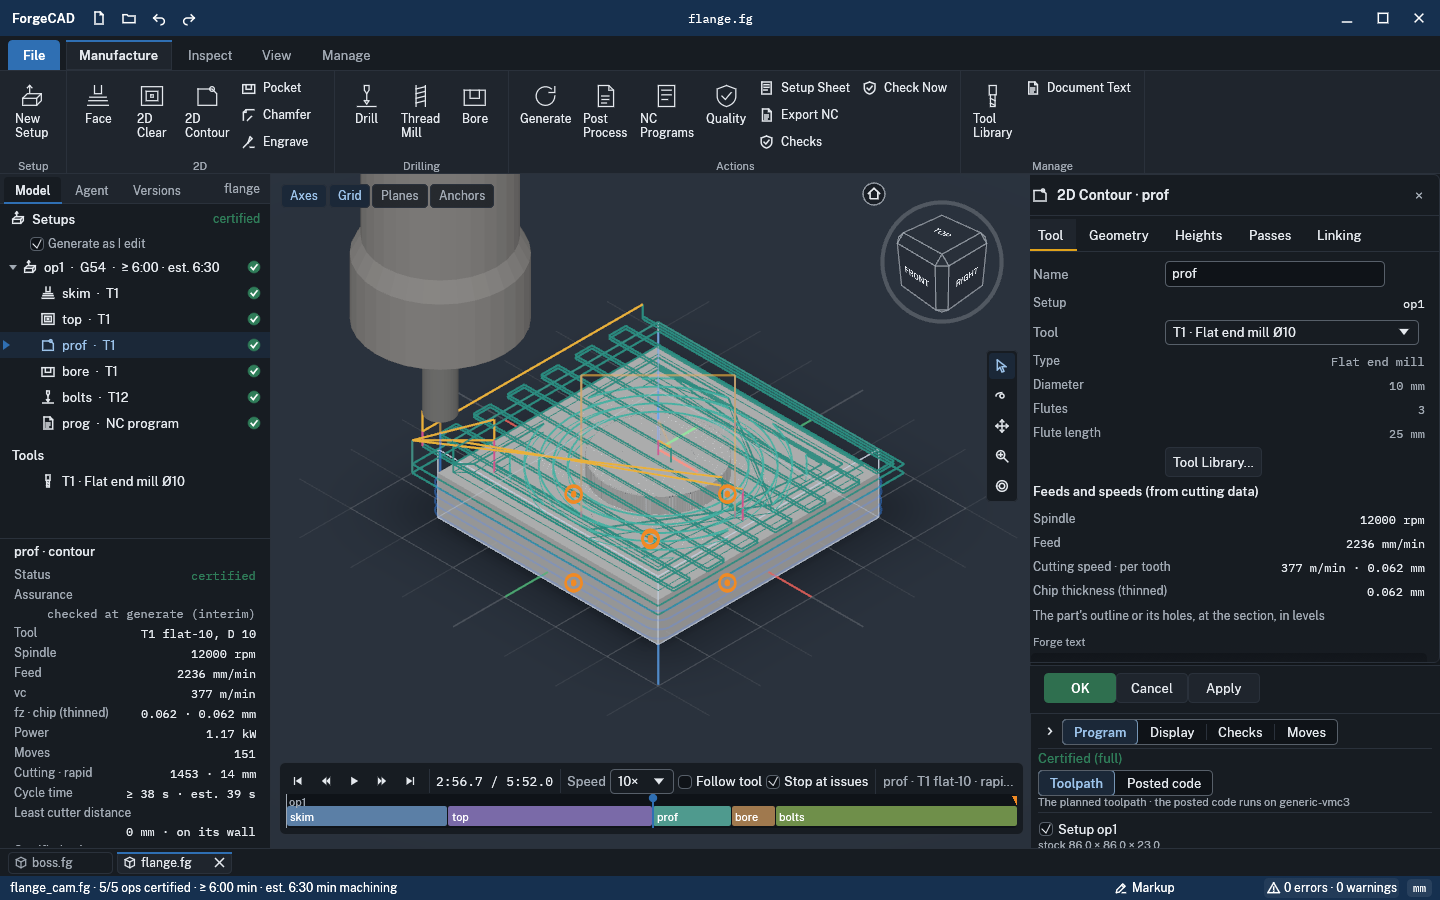 ForgeCAD
flange.fg
File
Manufacture
Inspect
View
Manage
New Setup
Face
2D Clear
2D Contour
Pocket
Chamfer
Engrave
Drill
Thread Mill
Bore
Generate
Post Process
NC Programs
Quality
Setup Sheet
Export NC
Checks
Check Now
Tool Library
Document Text
Setup
2D
Drilling
Actions
Manage
Model
Agent
Versions
flange
Setups
certified
Generate as I edit
op1 · G54 · ≥ 6:00 · est. 6:30
skim · T1
top · T1
prof · T1
bore · T1
bolts · T12
prog · NC program
Tools
T1 · Flat end mill Ø10
prof · contour
Status certified
Assurance
checked at generate (interim)
Tool T1 flat-10, D 10
Spindle 12000 rpm
Feed 2236 mm/min
vc 377 m/min
fz · chip (thinned) 0.062 · 0.062 mm
Power 1.17 kW
Moves 151
Cutting · rapid 1453 · 14 mm
Cycle time ≥ 38 s · est. 39 s
Least cutter distance
0 mm · on its wall
Axes
Grid
Planes
Anchors
TOP
FRONT
RIGHT
2:56.7 / 5:52.0
Speed
10×
Follow tool
Stop at issues
prof · T1 flat-10 · rapi...
op1
skim
top
prof
bore
bolts
2D Contour · prof
×
Tool
Geometry
Heights
Passes
Linking
Name prof
Setup op1
Tool T1 · Flat end mill Ø10
Type Flat end mill
Diameter 10 mm
Flutes 3
Flute length 25 mm
Tool Library...
Feeds and speeds (from cutting data)
Spindle 12000 rpm
Feed 2236 mm/min
Cutting speed · per tooth 377 m/min · 0.062 mm
Chip thickness (thinned) 0.062 mm
The part's outline or its holes, at the section, in levels
Forge text
OK
Cancel
Apply
Program
Display
Checks
Moves
Certified (full)
Toolpath
Posted code
The planned toolpath · the posted code runs on generic-vmc3
Setup op1
stock 86.0 × 86.0 × 23.0
boss.fg
flange.fg
flange_cam.fg · 5/5 ops certified · ≥ 6:00 min · est. 6:30 min machining
Markup
0 errors · 0 warnings
mm